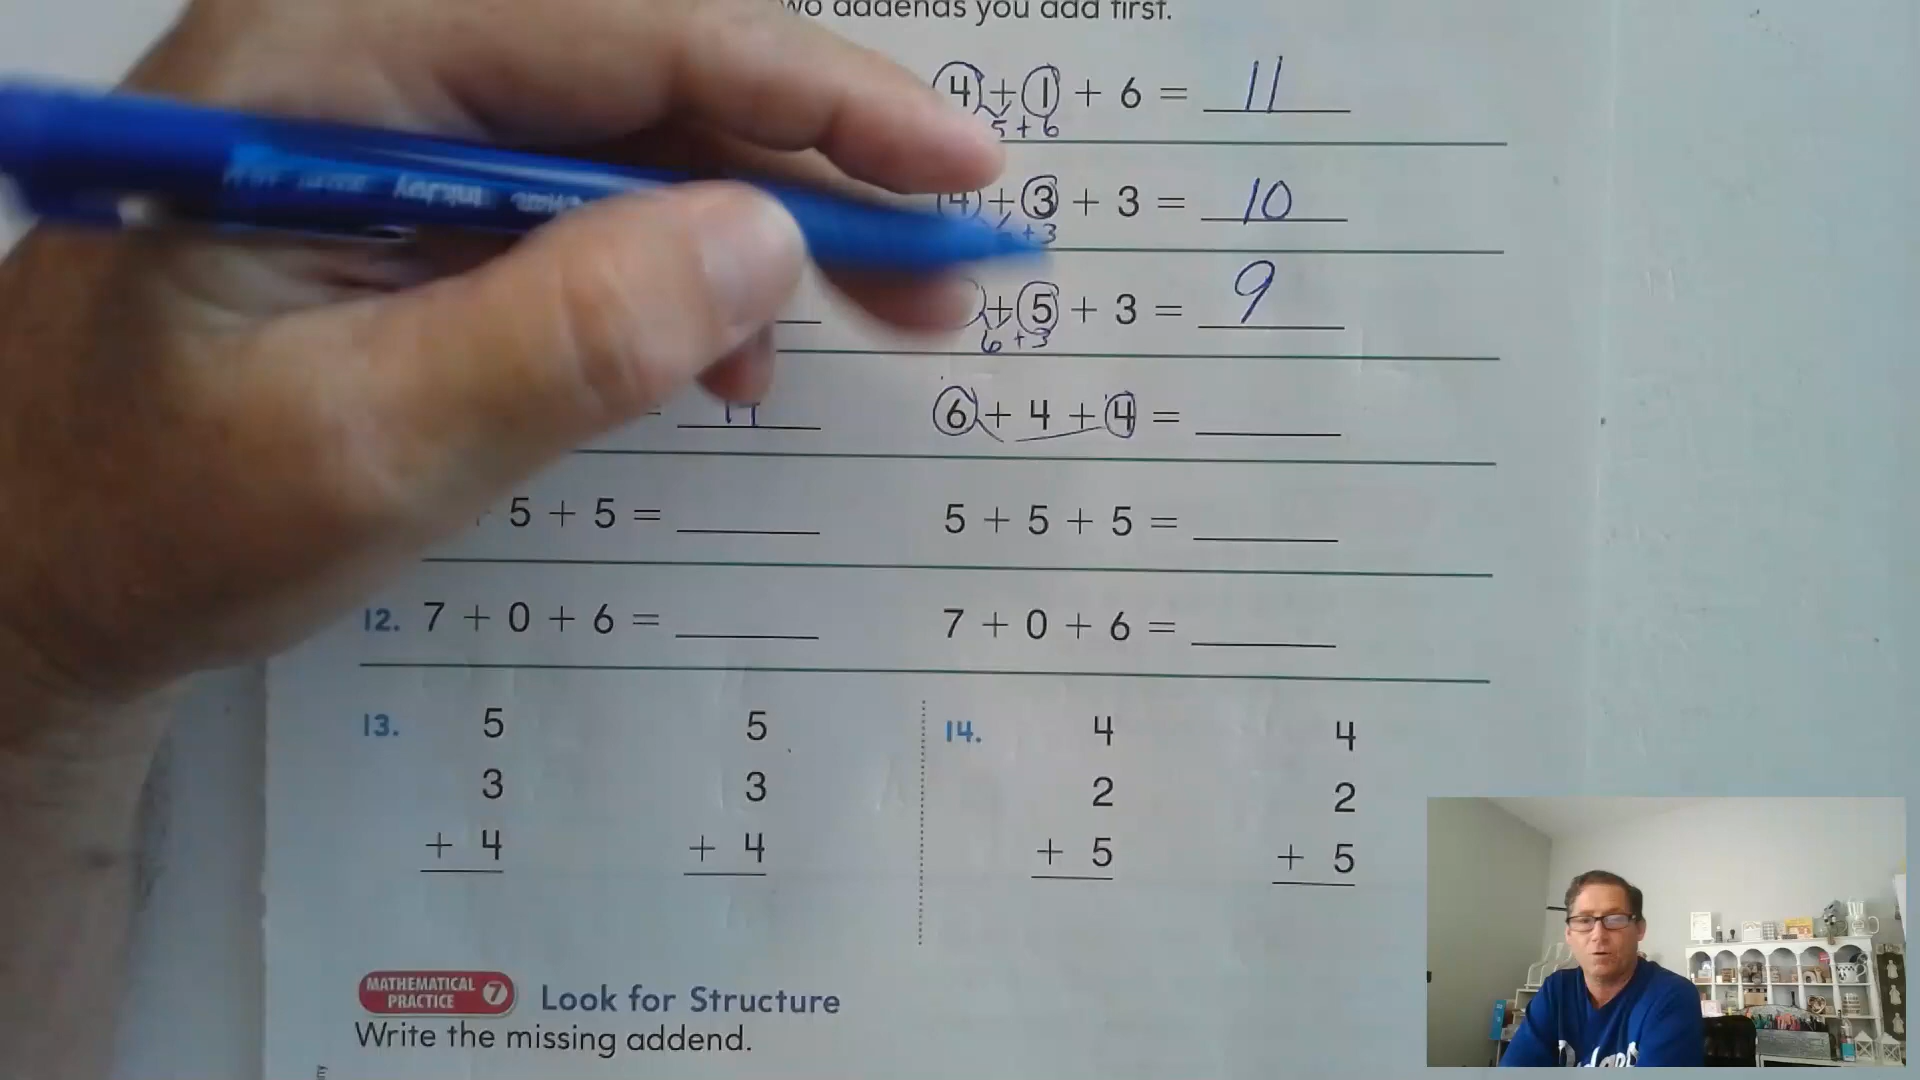 two addends you add first.
4 + 1 + 6 = 11
5 + 6
4 + 3 + 3 = 10
+ 3
+ 5 + 3 = 9
6 + 3
= 14
6 + 4 + 4 =
5 + 5 =
5 + 5 + 5 =
12. 7 + 0 + 6 =
7 + 0 + 6 =
13. 5
3
+ 4
5
3
+ 4
14. 4
2
+ 5
4
2
+ 5
MATHEMATICAL
PRACTICE 7
Look for Structure
Write the missing addend.